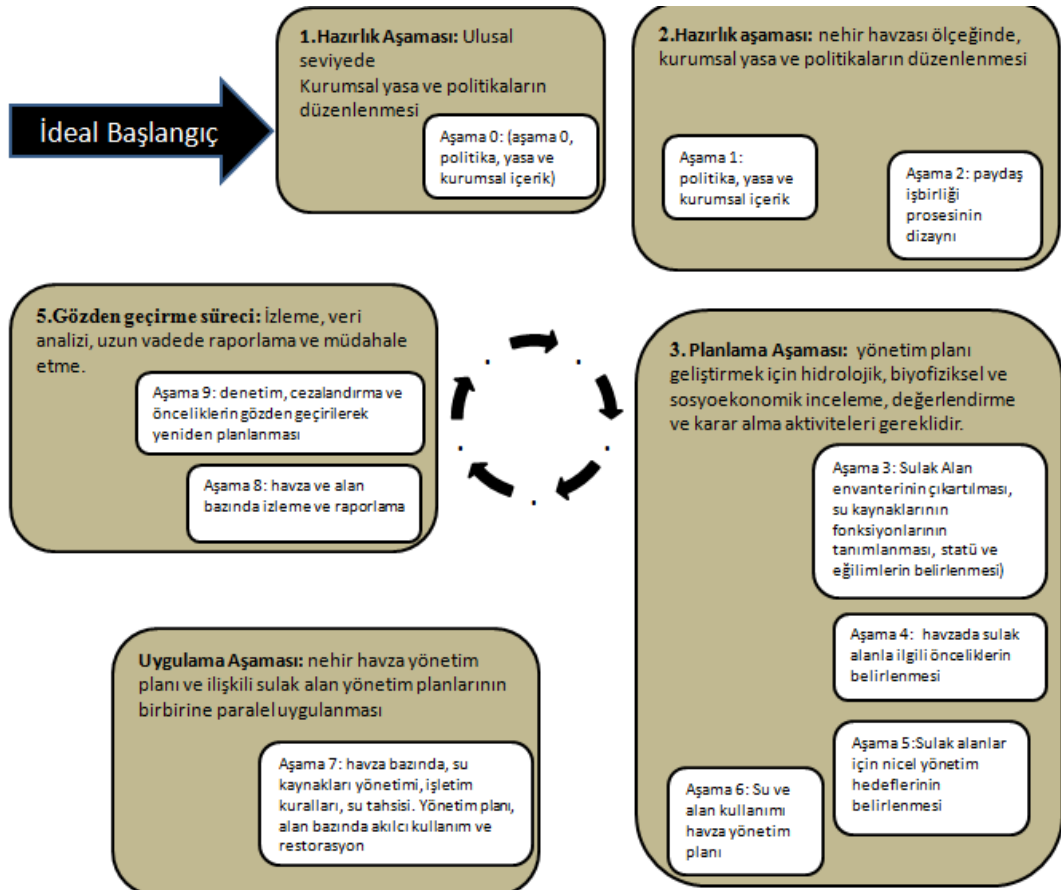 İdeal Başlangıç
1.Hazırlık Aşaması: Ulusal
seviyede
Kurumsal yasa ve politikaların
düzenlenmesi
Aşama 0: (aşama 0,
politika, yasa ve
kurumsal içerik)
2.Hazırlık aşaması: nehir havzası ölçeğinde,
kurumsal yasa ve politikaların düzenlenmesi
Aşama 1:
politika, yasa ve
kurumsal içerik
Aşama 2: paydaş
işbirliği
prosesinin
dizaynı
3. Planlama Aşaması: yönetim planı
geliştirmek için hidrolojik, biyofiziksel ve
sosyoekonomik inceleme, değerlendirme
ve karar alma aktiviteleri gereklidir.
Aşama 3: Sulak Alan
envanterinin çıkartılması,
su kaynaklarının
fonksiyonlarının
tanımlanması, statü ve
eğilimlerin belirlenmesi)
Aşama 4: havzada sulak
alanla ilgili önceliklerin
belirlenmesi
Aşama 5:Sulak alanlar
için nicel yönetim
hedeflerinin
belirlenmesi
Aşama 6: Su ve
alan kullanımı
havza yönetim
planı
Uygulama Aşaması: nehir havza yönetim
planı ve ilişkili sulak alan yönetim planlarının
birbirine paralel uygulanması
Aşama 7: havza bazında, su
kaynakları yönetimi, işletim
kuralları, su tahsisi. Yönetim planı,
alan bazında akılcı kullanım ve
restorasyon
5.Gözden geçirme süreci: İzleme, veri
analizi, uzun vadede raporlama ve müdahale
etme.
Aşama 9: denetim, cezalandırma ve
önceliklerin gözden geçirilerek
yeniden planlanması
Aşama 8: havza ve alan
bazında izleme ve raporlama